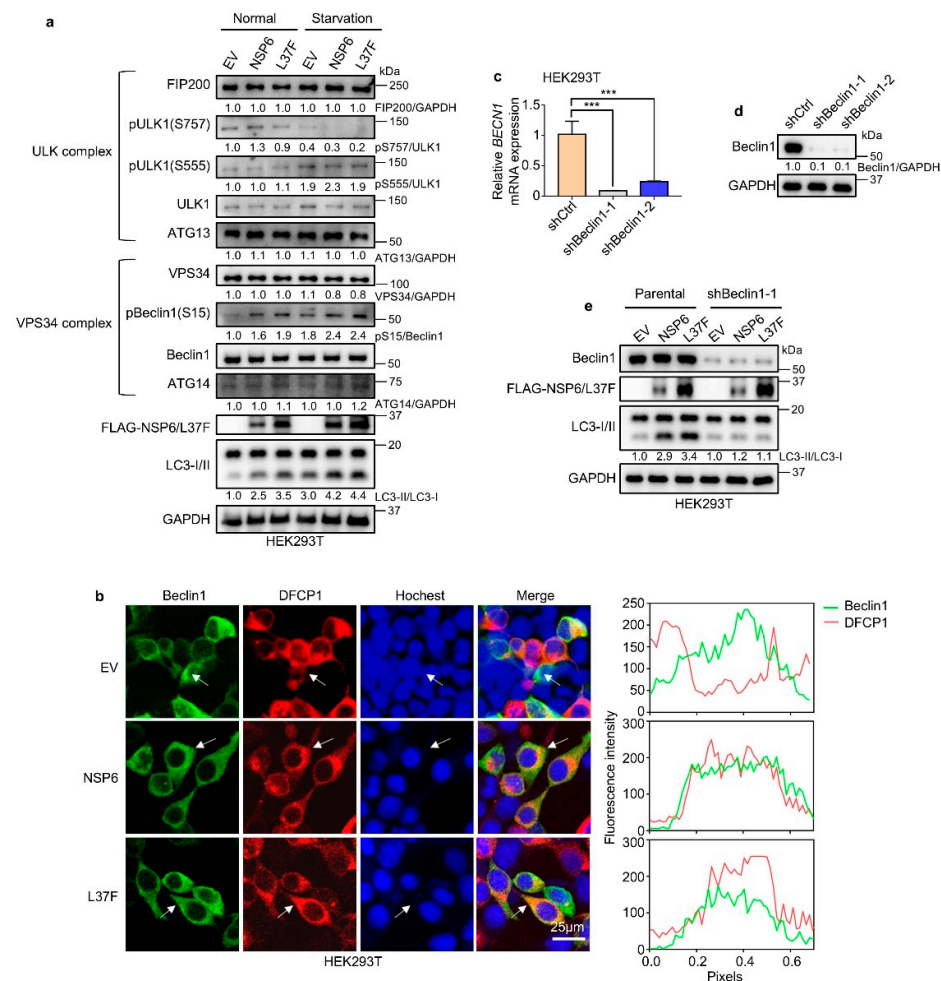 a
Normal Starvation
EV NSP6 L37F EV NSP6 L37F
kDa
FIP200
250
1.0 1.0 1.0 1.0 1.0 1.0 FIP200/GAPDH
pULK1(S757)
150
1.0 1.3 0.9 0.4 0.3 0.2 pS757/ULK1
ULK complex
pULK1(S555)
150
1.0 1.0 1.1 1.9 2.3 1.9 pS555/ULK1
ULK1
150
ATG13
50
1.0 1.1 1.0 1.1 1.0 1.0 ATG13/GAPDH
VPS34
100
1.0 1.0 1.0 1.1 0.8 0.8 VPS34/GAPDH
VPS34 complex
pBeclin1(S15)
50
1.0 1.6 1.9 1.8 2.4 2.4 pS15/Beclin1
Beclin1
50
ATG14
75
1.0 1.0 1.1 1.0 1.0 1.2 ATG14/GAPDH
FLAG-NSP6/L37F
37
LC3-I/II
20
1.0 2.5 3.5 3.0 4.2 4.4 LC3-II/LC3-I
GAPDH
37
HEK293T
c
HEK293T
Relative BECN1
mRNA expression
1.5
1.0
0.5
0
***
***
shCtrl
shBeclin1-1
shBeclin1-2
d
shCtrl shBeclin1-1 shBeclin1-2
kDa
Beclin1
50
1.0 0.1 0.1 Beclin1/GAPDH
GAPDH
37
e
Parental shBeclin1-1
EV NSP6 L37F EV NSP6 L37F
kDa
Beclin1
50
FLAG-NSP6/L37F
37
LC3-I/II
20
1.0 2.9 3.4 1.0 1.2 1.1 LC3-II/LC3-I
GAPDH
37
HEK293T
b
Beclin1 DFCP1 Hochest Merge
EV
NSP6
L37F
25μm
HEK293T
Beclin1
DFCP1
Fluorescence intensity
250
200
150
100
50
0
300
200
100
0
300
200
100
0
0.0 0.2 0.4 0.6
Pixels